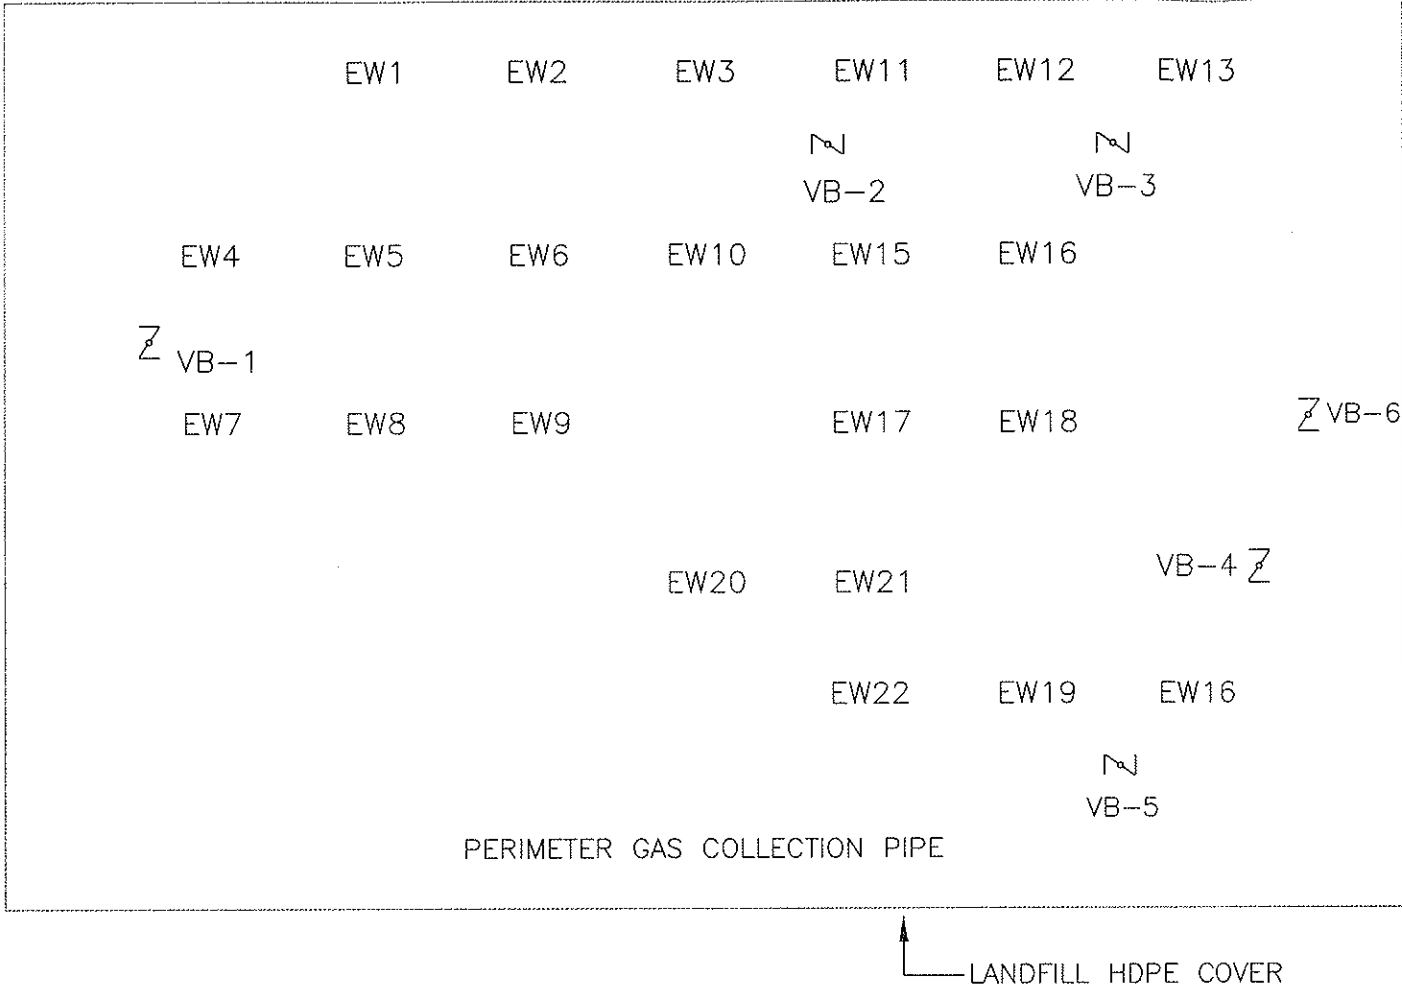 EW1 EW2 EW3 EW11 EW12 EW13
VB-2 VB-3
EW4 EW5 EW6 EW10 EW15 EW16
VB-1
EW7 EW8 EW9 EW17 EW18 VB-6
VB-4
EW20 EW21
EW22 EW19 EW16
VB-5
PERIMETER GAS COLLECTION PIPE
LANDFILL HDPE COVER